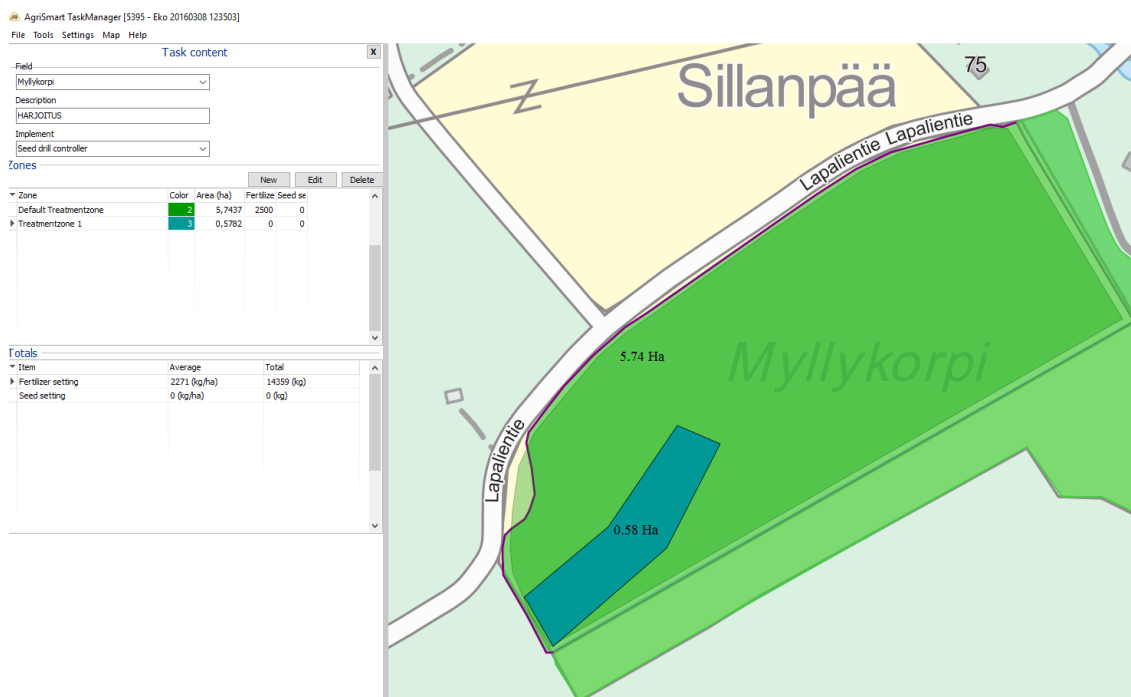 AgriSmart TaskManager [5395 - Eko 20160308 123503]
File Tools Settings Map Help
Task content X
Field
Myllykorpi
Description
HARJOITUS
Implement
Seed drill controller
Zones
New Edit Delete
Zone Color Area (ha) Fertilize Seed se
Default Treatmentzone 2 5,7437 2500 0
Treatmentzone 1 3 0,5782 0 0
Totals
Item Average Total
Fertilizer setting 2271 (kg/ha) 14359 (kg)
Seed setting 0 (kg/ha) 0 (kg)
Sillanpää
75
Lapalientie Lapalientie
5.74 Ha
Myllykorpi
Lapalientie
0.58 Ha